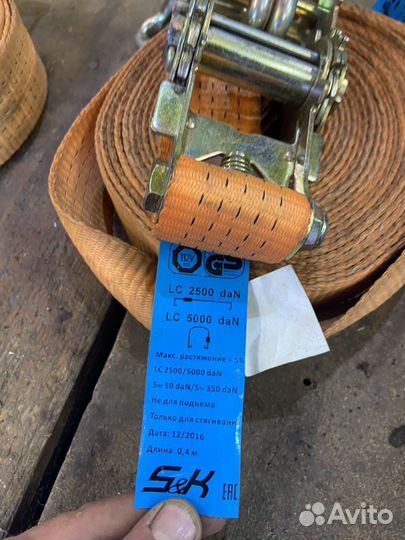 TÜV
GS
LC 2500 daN
LC 5000 daN
Макс. растяжение < 5%
LC 2500/5000 daN
SHF 50 daN/STF 350 daN
Не для подъема
Только для стягивания
Дата: 12/2016
Длина: 0,4 м
S&K
EAC
Avito